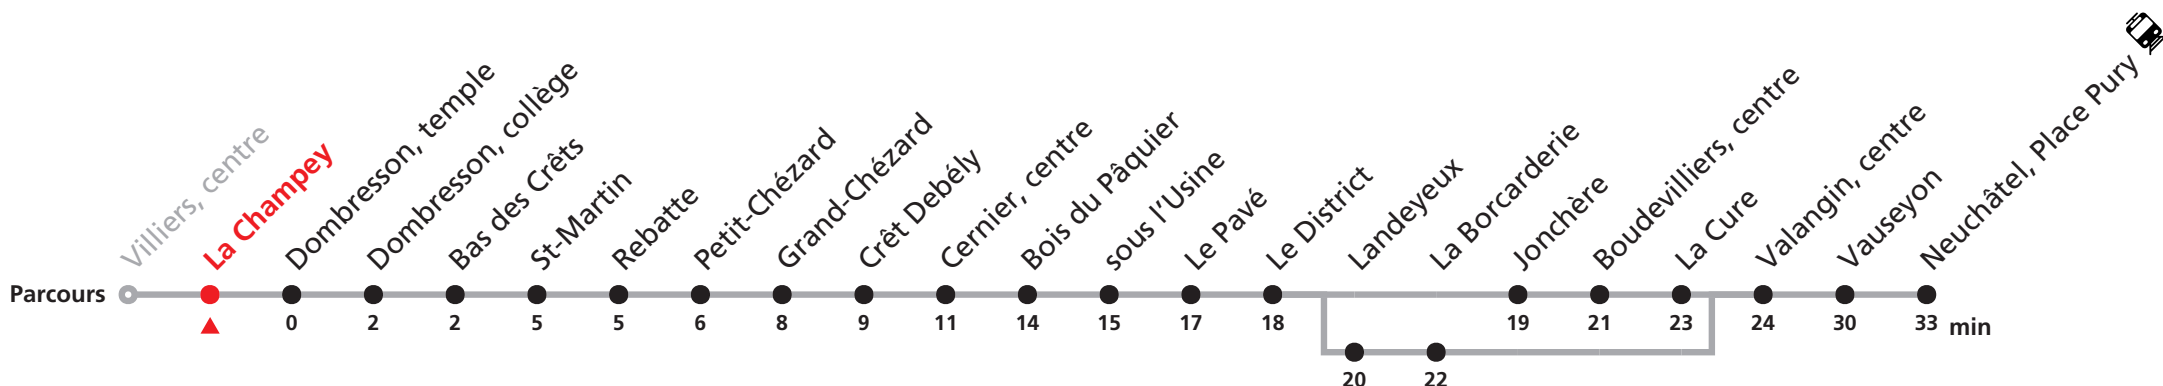 Villiers, centre
La Champey
Dombresson, temple
Dombresson, collège
Bas des Crêts
St-Martin
Rebatte
Petit-Chézard
Grand-Chézard
Crêt Debély
Cernier, centre
Bois du Pâquier
sous l'Usine
Le Pavé
Le District
Landeyeux
La Borcarderie
Jonchère
Boudevilliers, centre
La Cure
Valangin, centre
Vauseyon
Neuchâtel, Place Pury
Parcours
0 2 2 5 5 6 8 9 11 14 15 17 18 19 21 23 24 30 33 min
20 22